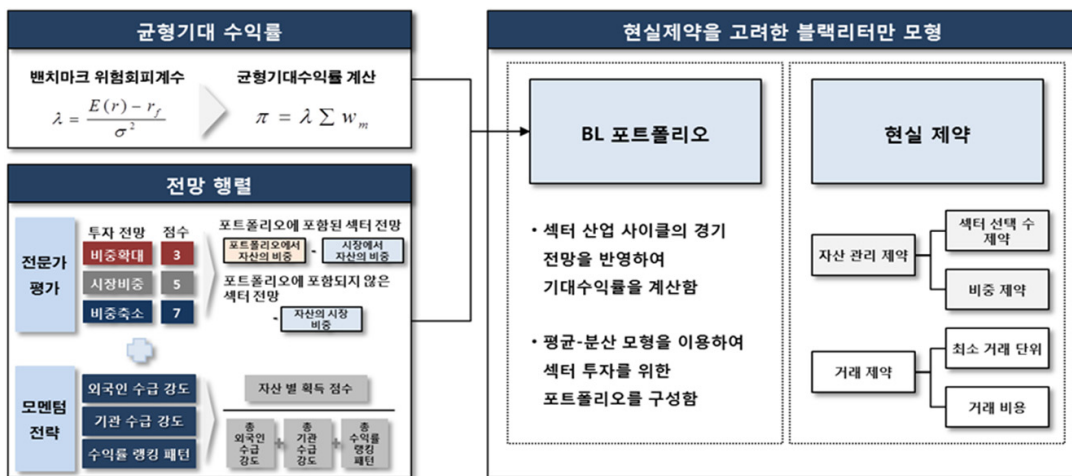 균형기대 수익률
밴치마크 위험회피계수
λ = (E(r) − r_f) / σ²
균형기대수익률 계산
π = λ ∑ w_m
전망 행렬
전문가
평가
투자 전망 점수
비중확대 3
시장비중 5
비중축소 7
포트폴리오에 포함된 섹터 전망
포트폴리오에서
자산의 비중
-
시장에서
자산의 비중
포트폴리오에 포함되지 않은
섹터 전망
-
자산의 시장
비중
모멘텀
전략
외국인 수급 강도
기관 수급 강도
수익률 랭킹 패턴
자산 별 획득 점수
총
외국인
수급
강도
+
총
기관
수급
강도
+
총
수익률
랭킹
패턴
현실제약을 고려한 블랙리터만 모형
BL 포트폴리오
• 섹터 산업 사이클의 경기
전망을 반영하여
기대수익률을 계산함
• 평균-분산 모형을 이용하여
섹터 투자를 위한
포트폴리오를 구성함
현실 제약
자산 관리 제약
섹터 선택 수
제약
비중 제약
거래 제약
최소 거래 단위
거래 비용